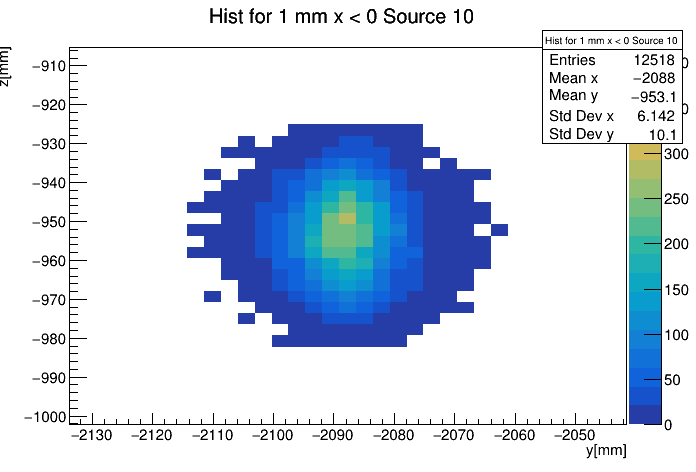 Hist for 1 mm x < 0 Source 10
z[mm]
Hist for 1 mm x < 0 Source 10
Entries 12518
Mean x −2088
Mean y −953.1
Std Dev x 6.142
Std Dev y 10.1
−910
−920
−930
−940
−950
−960
−970
−980
−990
−1000
−2130 −2120 −2110 −2100 −2090 −2080 −2070 −2060 −2050
y[mm]
300
250
200
150
100
50
0